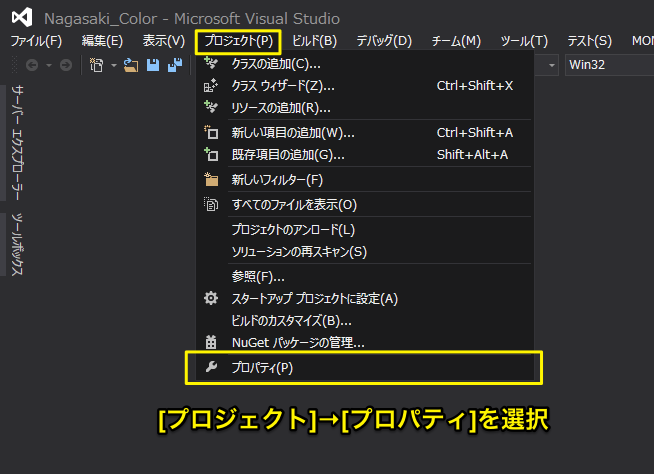 Nagasaki_Color - Microsoft Visual Studio
ファイル(F) 編集(E) 表示(V) プロジェクト(P) ビルド(B) デバッグ(D) チーム(M) ツール(T) テスト(S) MON
Win32
サーバー エクスプローラー
ツールボックス
クラスの追加(C)...
クラス ウィザード(Z)... Ctrl+Shift+X
リソースの追加(R)...
新しい項目の追加(W)... Ctrl+Shift+A
既存項目の追加(G)... Shift+Alt+A
新しいフィルター(F)
すべてのファイルを表示(O)
プロジェクトのアンロード(L)
ソリューションの再スキャン(S)
参照(F)...
スタートアップ プロジェクトに設定(A)
ビルドのカスタマイズ(B)...
NuGet パッケージの管理...
プロパティ(P)
[プロジェクト]→[プロパティ]を選択